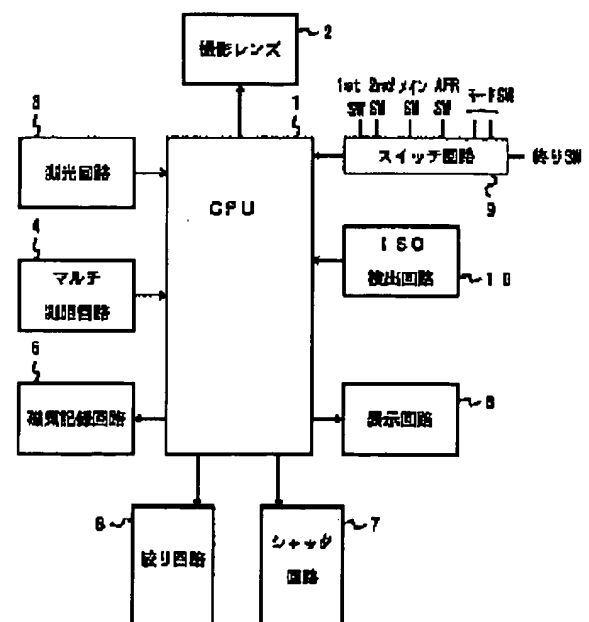 2
撮影レンズ
1st 2nd メイン AFR
SW SW SW SW
モードSW
3
1
測光回路
CPU
スイッチ回路
終りSW
9
4
マルチ
測距回路
ISO
検出回路
10
5
磁気記録回路
表示回路
8
6
絞り回路
シャッタ
回路
7